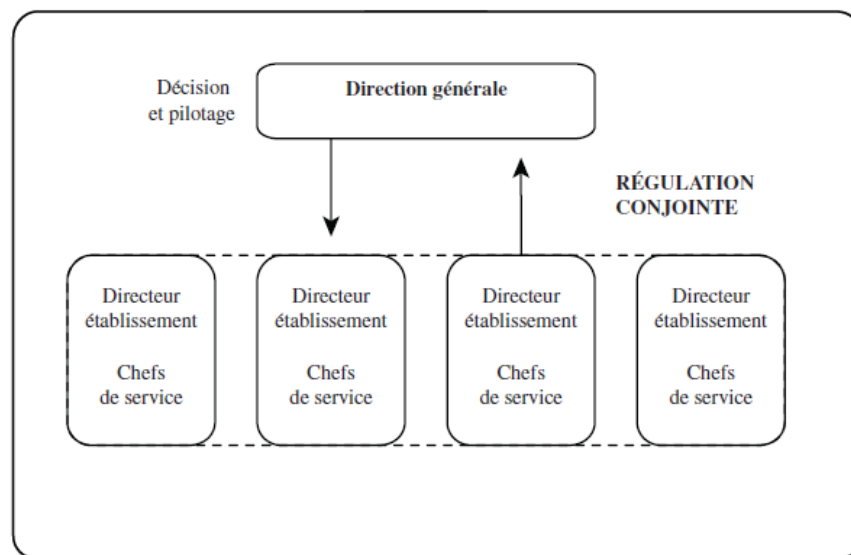 Décision
et pilotage
Direction générale
RÉGULATION
CONJOINTE
Directeur
établissement
Chefs
de service
Directeur
établissement
Chefs
de service
Directeur
établissement
Chefs
de service
Directeur
établissement
Chefs
de service